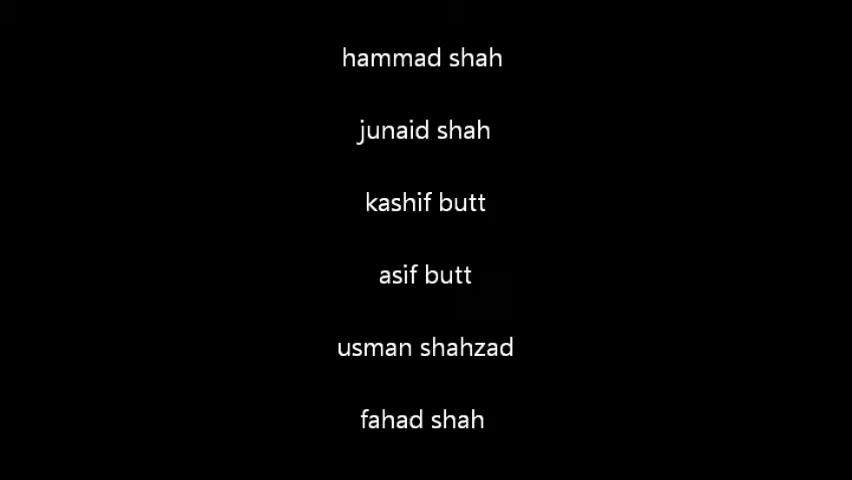 hammad shah
junaid shah
kashif butt
asif butt
usman shahzad
fahad shah